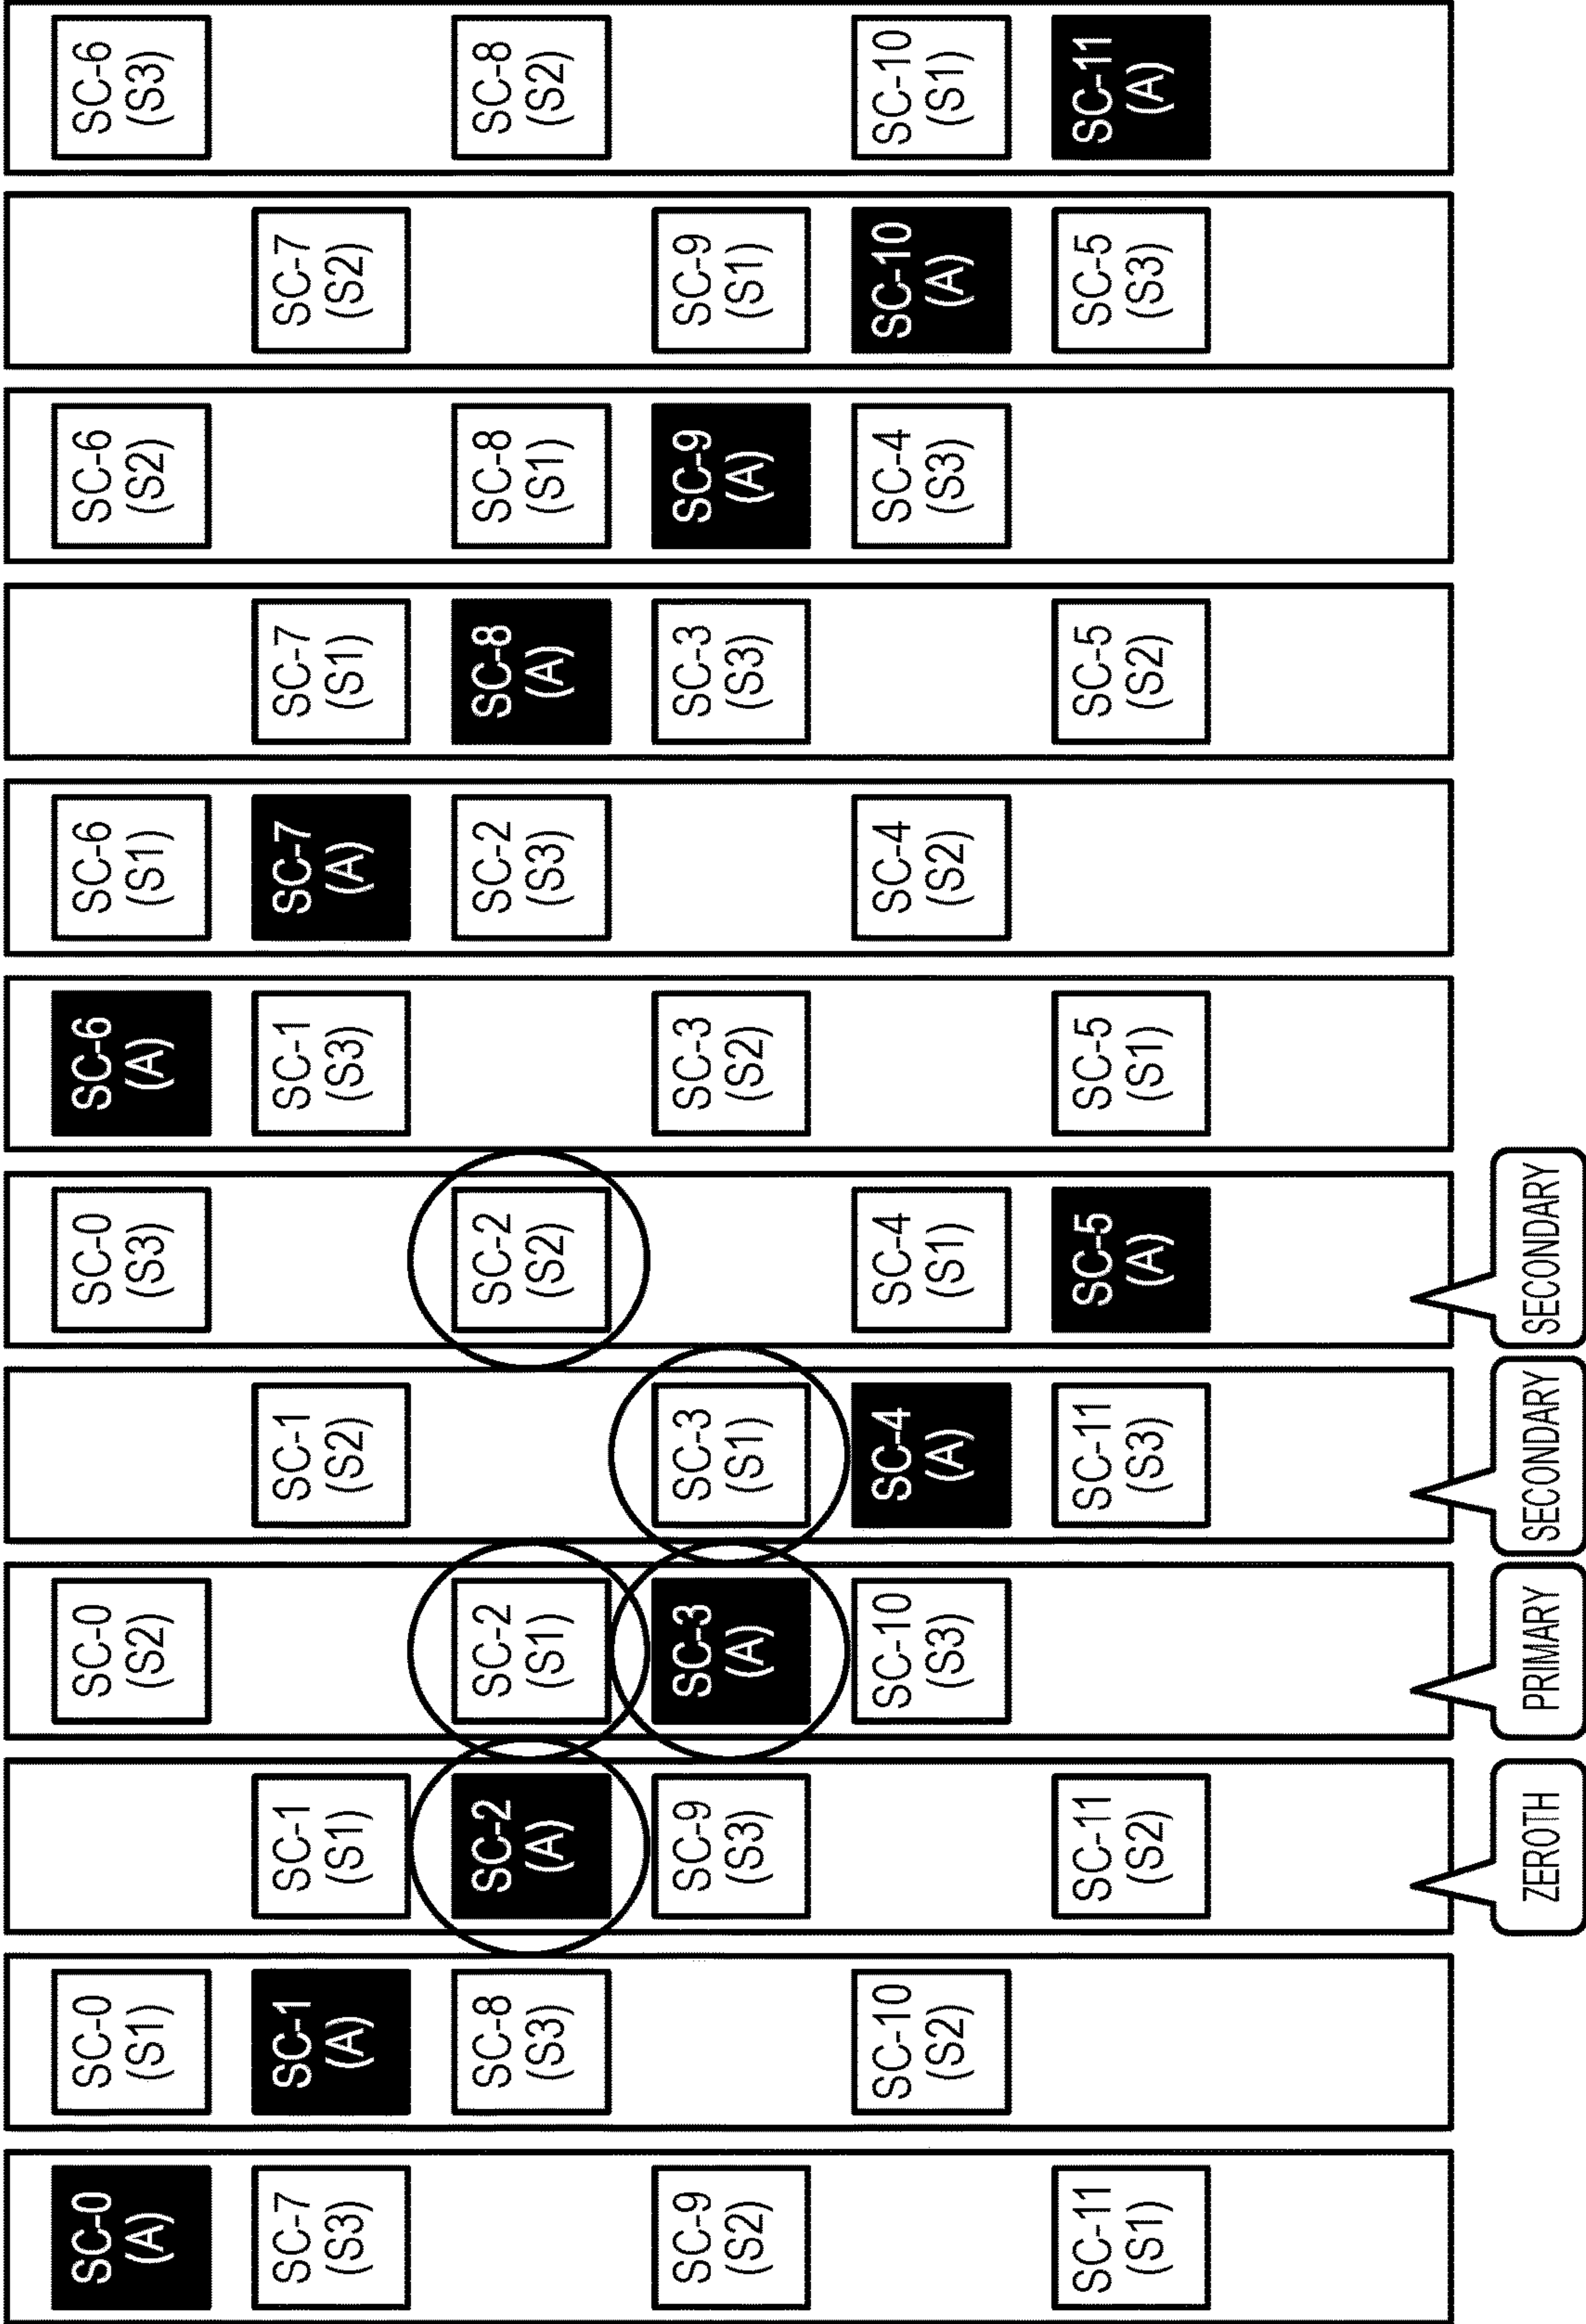 SC-0
(A)
SC-0
(S1)
SC-0
(S2)
SC-0
(S3)
SC-6
(A)
SC-6
(S1)
SC-6
(S2)
SC-6
(S3)
SC-7
(S3)
SC-1
(A)
SC-1
(S1)
SC-1
(S2)
SC-1
(S3)
SC-7
(A)
SC-7
(S1)
SC-7
(S2)
SC-8
(S3)
SC-2
(A)
SC-2
(S1)
SC-2
(S2)
SC-2
(S3)
SC-8
(A)
SC-8
(S1)
SC-8
(S2)
SC-9
(S2)
SC-9
(S3)
SC-3
(A)
SC-3
(S1)
SC-3
(S2)
SC-3
(S3)
SC-9
(A)
SC-9
(S1)
SC-10
(S2)
SC-10
(S3)
SC-4
(A)
SC-4
(S1)
SC-4
(S2)
SC-4
(S3)
SC-10
(A)
SC-10
(S1)
SC-11
(S1)
SC-11
(S2)
SC-11
(S3)
SC-5
(A)
SC-5
(S1)
SC-5
(S2)
SC-5
(S3)
SC-11
(A)
ZEROTH
PRIMARY
SECONDARY
SECONDARY